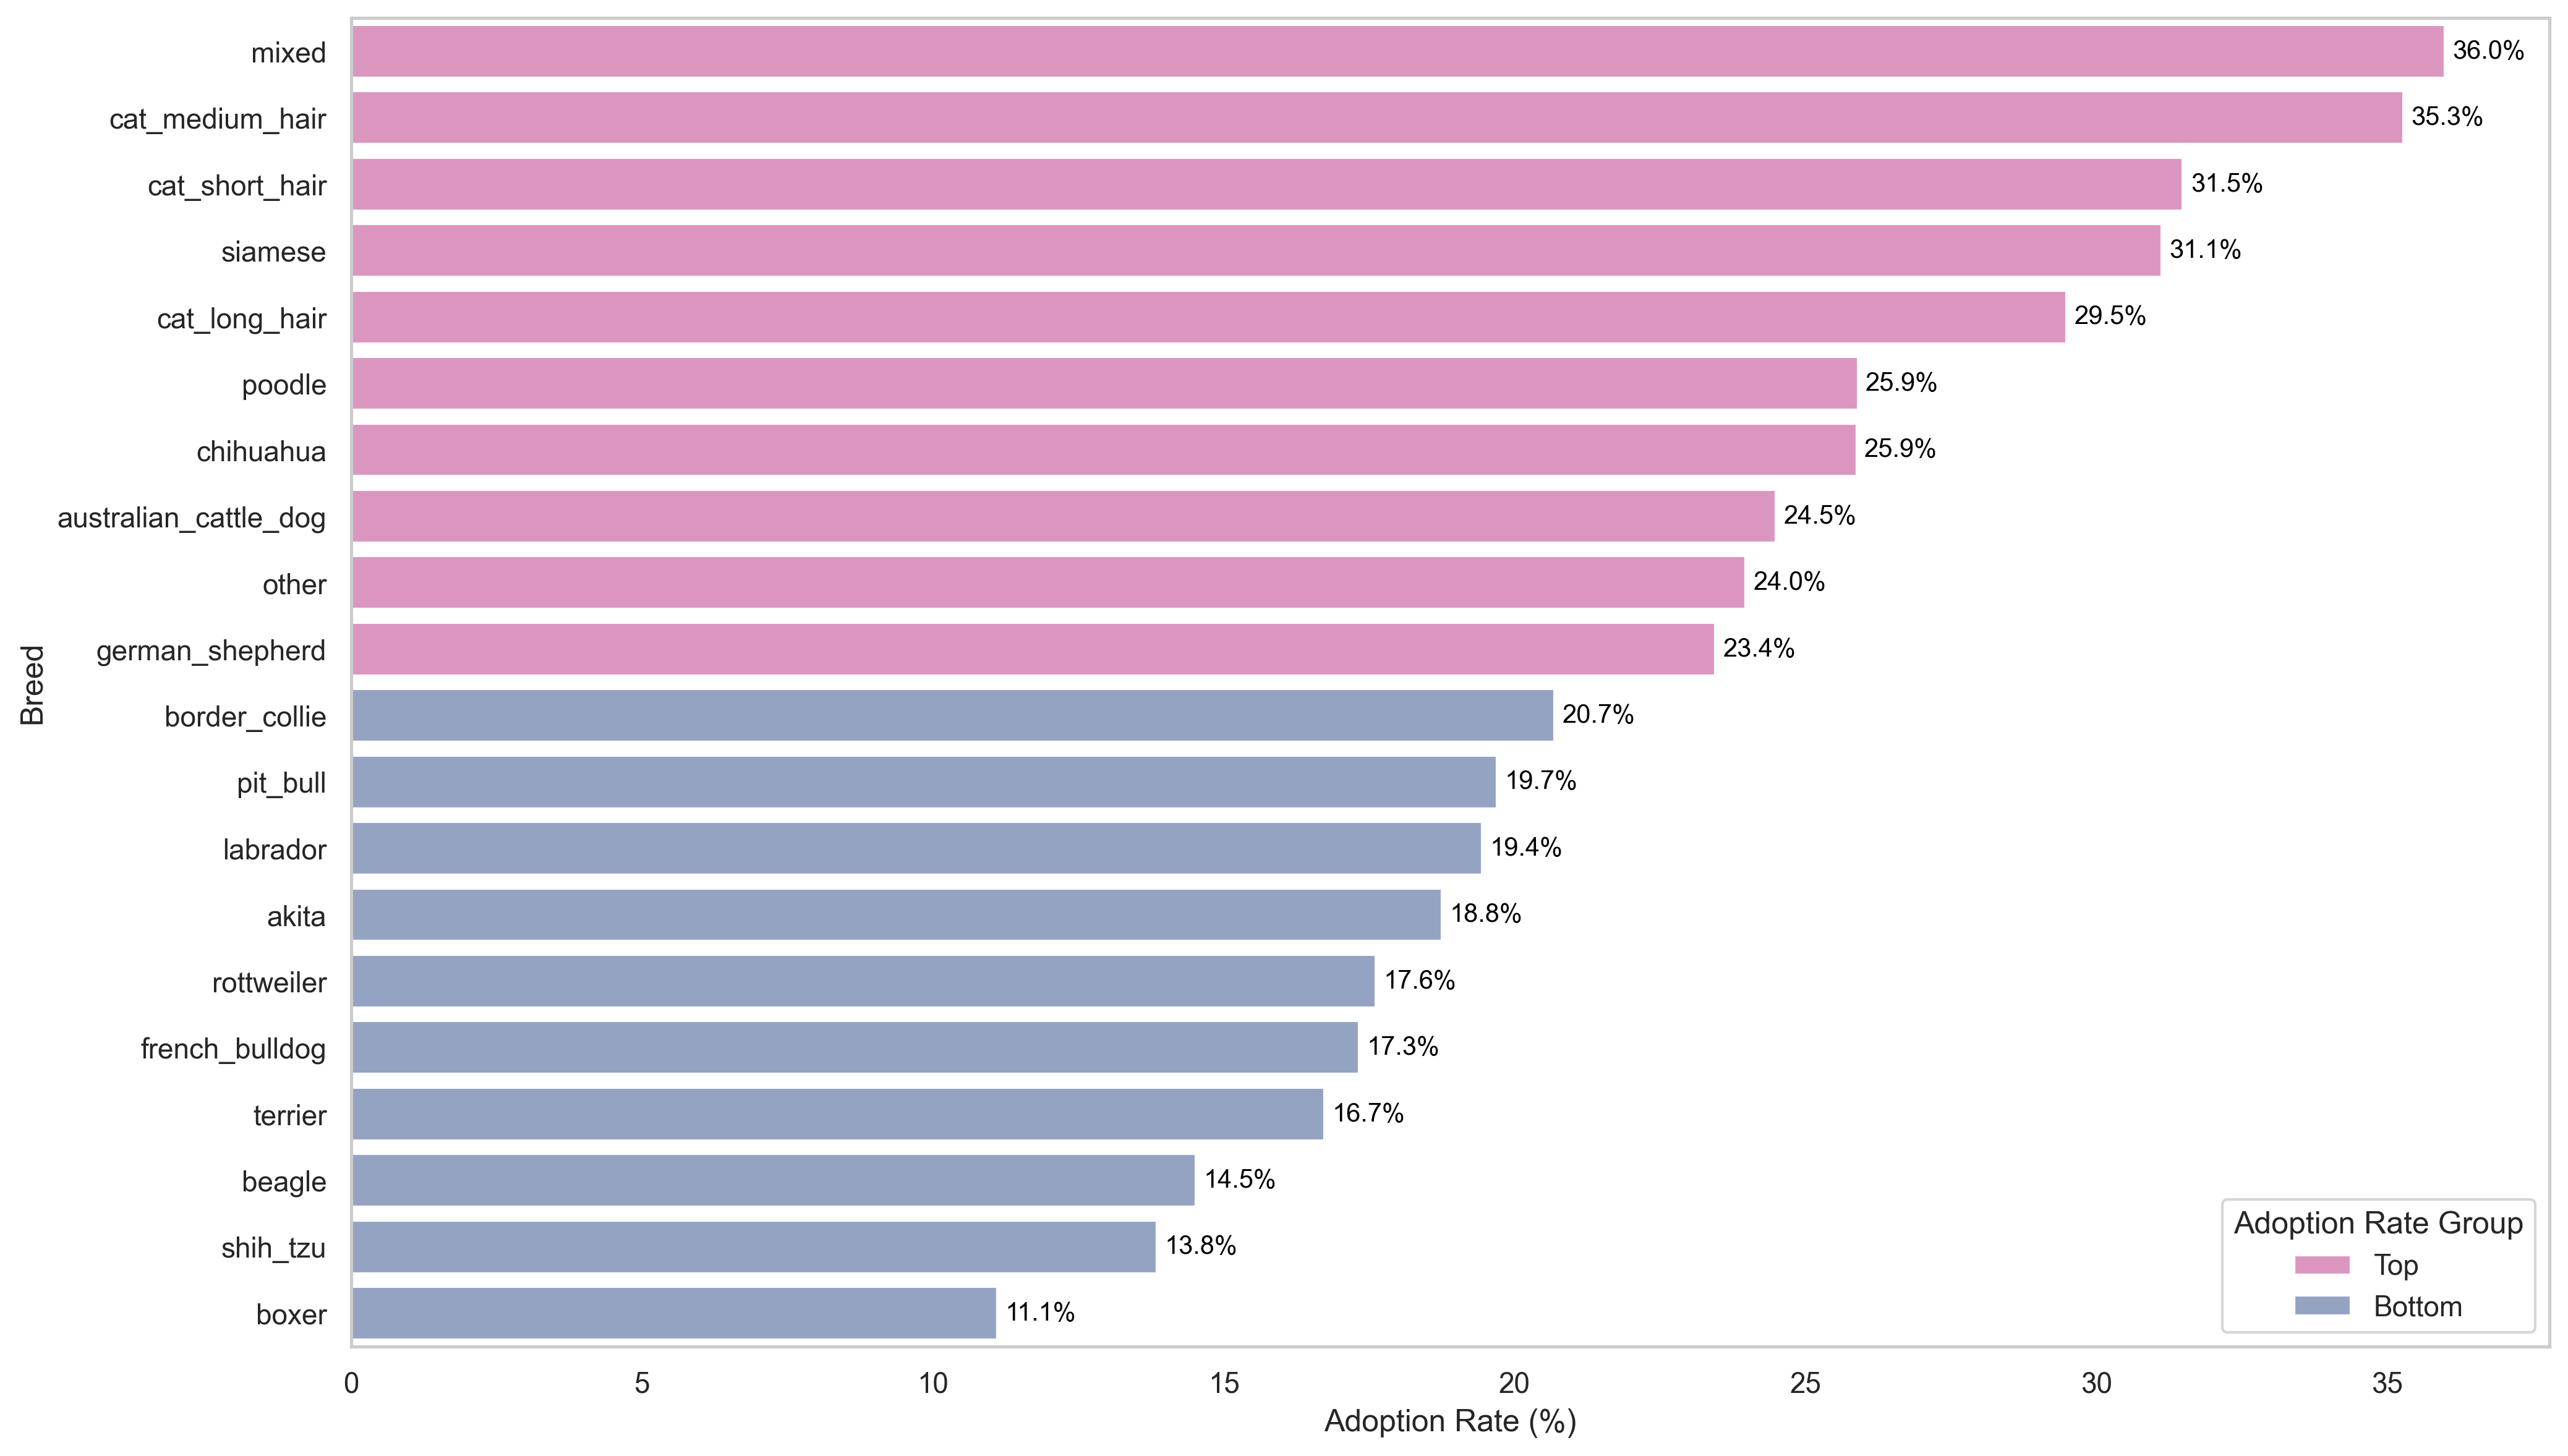 mixed 36.0%
cat_medium_hair 35.3%
cat_short_hair 31.5%
siamese 31.1%
cat_long_hair 29.5%
poodle 25.9%
chihuahua 25.9%
australian_cattle_dog 24.5%
other 24.0%
german_shepherd 23.4%
Breed
border_collie 20.7%
pit_bull 19.7%
labrador 19.4%
akita 18.8%
rottweiler 17.6%
french_bulldog 17.3%
terrier 16.7%
beagle 14.5%
shih_tzu 13.8%
boxer 11.1%
Adoption Rate Group
Top
Bottom
0 5 10 15 20 25 30 35
Adoption Rate (%)